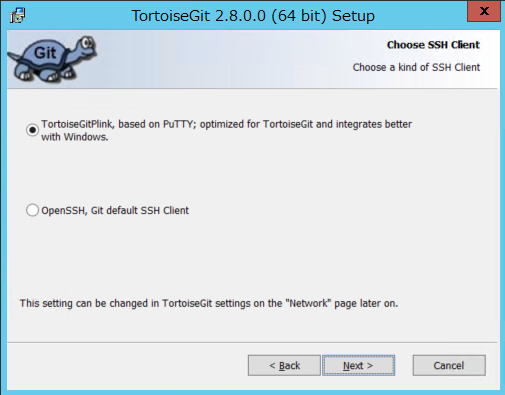 TortoiseGit 2.8.0.0 (64 bit) Setup
x
Git
Choose SSH Client
Choose a kind of SSH Client
TortoiseGitPlink, based on PuTTY; optimized for TortoiseGit and integrates better
with Windows.
OpenSSH, Git default SSH Client
This setting can be changed in TortoiseGit settings on the "Network" page later on.
< Back
Next >
Cancel